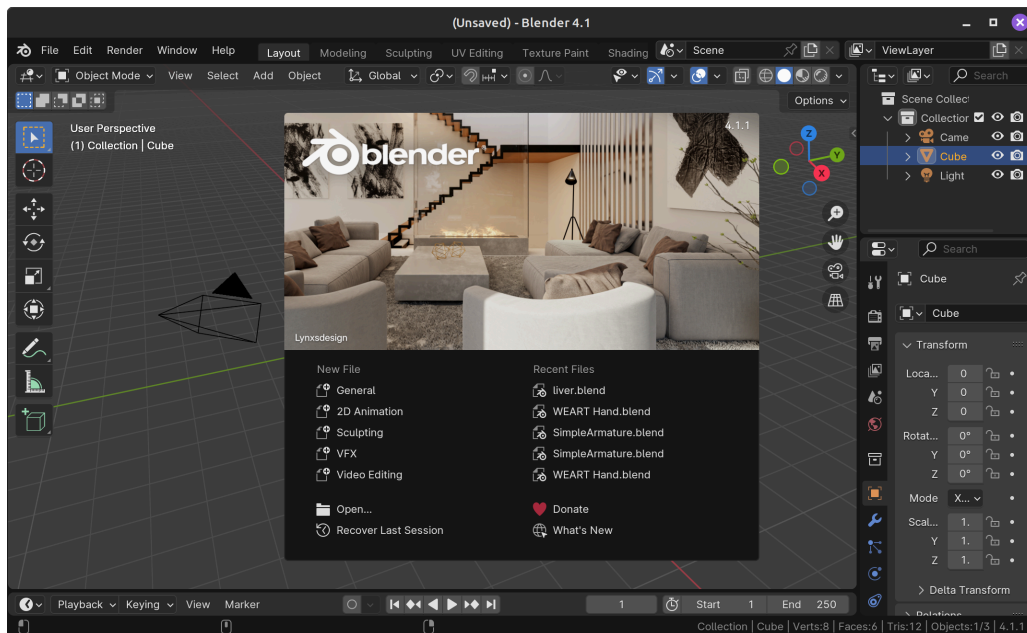 (Unsaved) - Blender 4.1
File Edit Render Window Help Layout Modeling Sculpting UV Editing Texture Paint Shading Scene ViewLayer
Object Mode View Select Add Object Global Search
Options
Scene Collec
Collection
Came
Cube
Light
User Perspective
(1) Collection | Cube
Z
Y
X
blender
4.1.1
Lynxsdesign
New File
General
2D Animation
Sculpting
VFX
Video Editing
Open...
Recover Last Session
Recent Files
liver.blend
WEART Hand.blend
SimpleArmature.blend
SimpleArmature.blend
WEART Hand.blend
Donate
What's New
Search
Cube
Cube
Transform
Loca... 0
Y 0
Z 0
Rotat... 0°
Y 0°
Z 0°
Mode X...
Scal... 1.
Y 1.
Z 1.
Delta Transform
Relations
Playback Keying View Marker 1 Start 1 End 250
Collection | Cube | Verts:8 | Faces:6 | Tris:12 | Objects:1/3 | 4.1.1